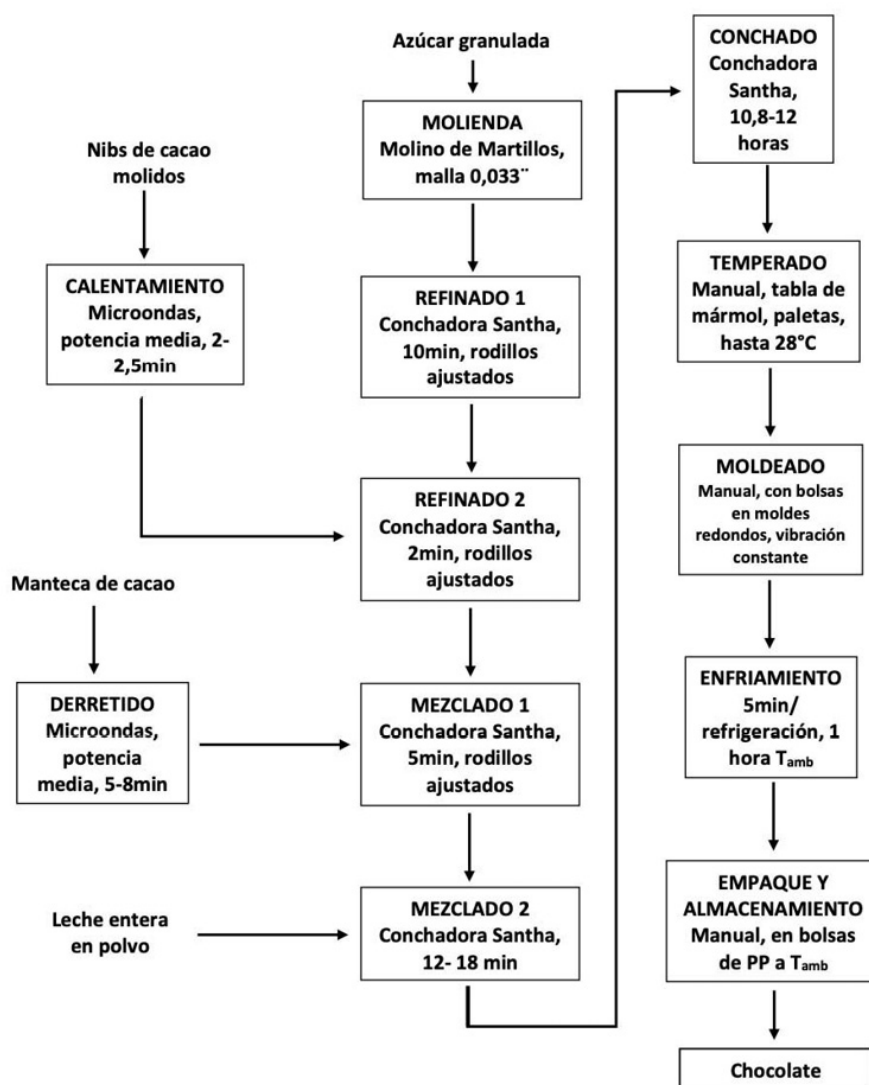 Azúcar granulada
MOLIENDA
Molino de Martillos,
malla 0,033¨
Nibs de cacao
molidos
CALENTAMIENTO
Microondas,
potencia media, 2-
2,5min
REFINADO 1
Conchadora Santha,
10min, rodillos
ajustados
REFINADO 2
Conchadora Santha,
2min, rodillos
ajustados
Manteca de cacao
DERRETIDO
Microondas,
potencia
media, 5-8min
MEZCLADO 1
Conchadora Santha,
5min, rodillos
ajustados
Leche entera
en polvo
MEZCLADO 2
Conchadora Santha,
12- 18 min
CONCHADO
Conchadora
Santha,
10,8-12
horas
TEMPERADO
Manual, tabla de
mármol, paletas,
hasta 28°C
MOLDEADO
Manual, con bolsas
en moldes
redondos, vibración
constante
ENFRIAMIENTO
5min/
refrigeración, 1
hora Tamb
EMPAQUE Y
ALMACENAMIENTO
Manual, en bolsas
de PP a Tamb
Chocolate